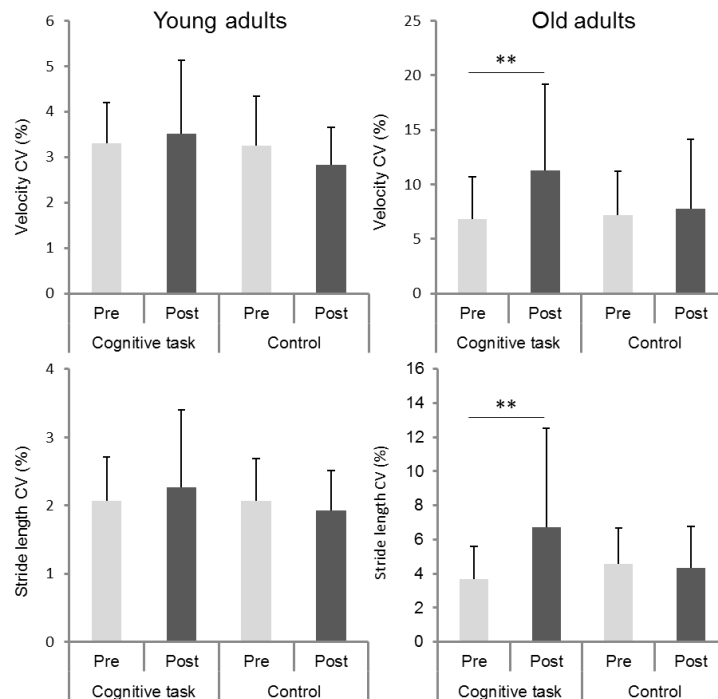 Young adults
Old adults
Velocity CV (%)
6
5
4
3
2
1
0
Pre
Post
Pre
Post
Cognitive task
Control
Velocity CV (%)
25
20
15
10
5
0
**
Pre
Post
Pre
Post
Cognitive task
Control
Stride length CV (%)
4
3
2
1
0
Pre
Post
Pre
Post
Cognitive task
Control
Stride length CV (%)
16
14
12
10
8
6
4
2
0
**
Pre
Post
Pre
Post
Cognitive task
Control